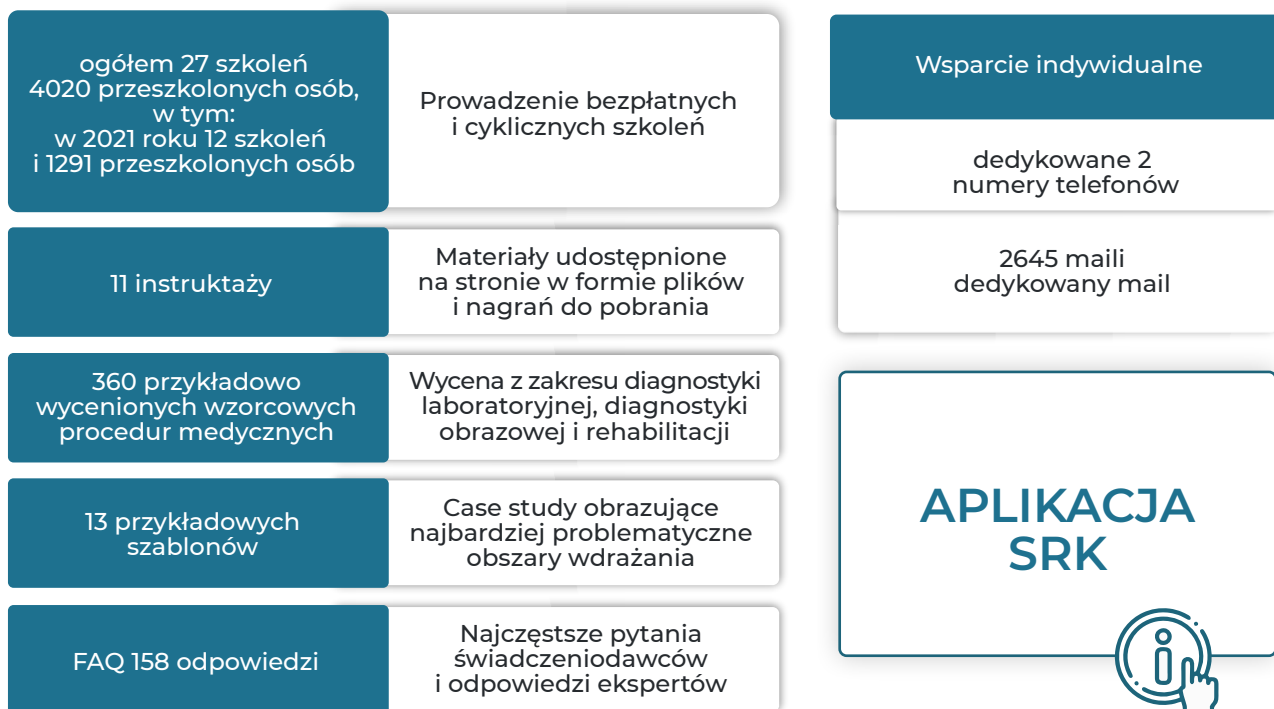 ogółem 27 szkoleń
4020 przeszkolonych osób,
w tym:
w 2021 roku 12 szkoleń
i 1291 przeszkolonych osób
Prowadzenie bezpłatnych
i cyklicznych szkoleń
11 instruktaży
Materiały udostępnione
na stronie w formie plików
i nagrań do pobrania
360 przykładowo
wycenionych wzorcowych
procedur medycznych
Wycena z zakresu diagnostyki
laboratoryjnej, diagnostyki
obrazowej i rehabilitacji
13 przykładowych
szablonów
Case study obrazujące
najbardziej problematyczne
obszary wdrażania
FAQ 158 odpowiedzi
Najczęstsze pytania
świadczeniodawców
i odpowiedzi ekspertów
Wsparcie indywidualne
dedykowane 2
numery telefonów
2645 maili
dedykowany mail
APLIKACJA
SRK